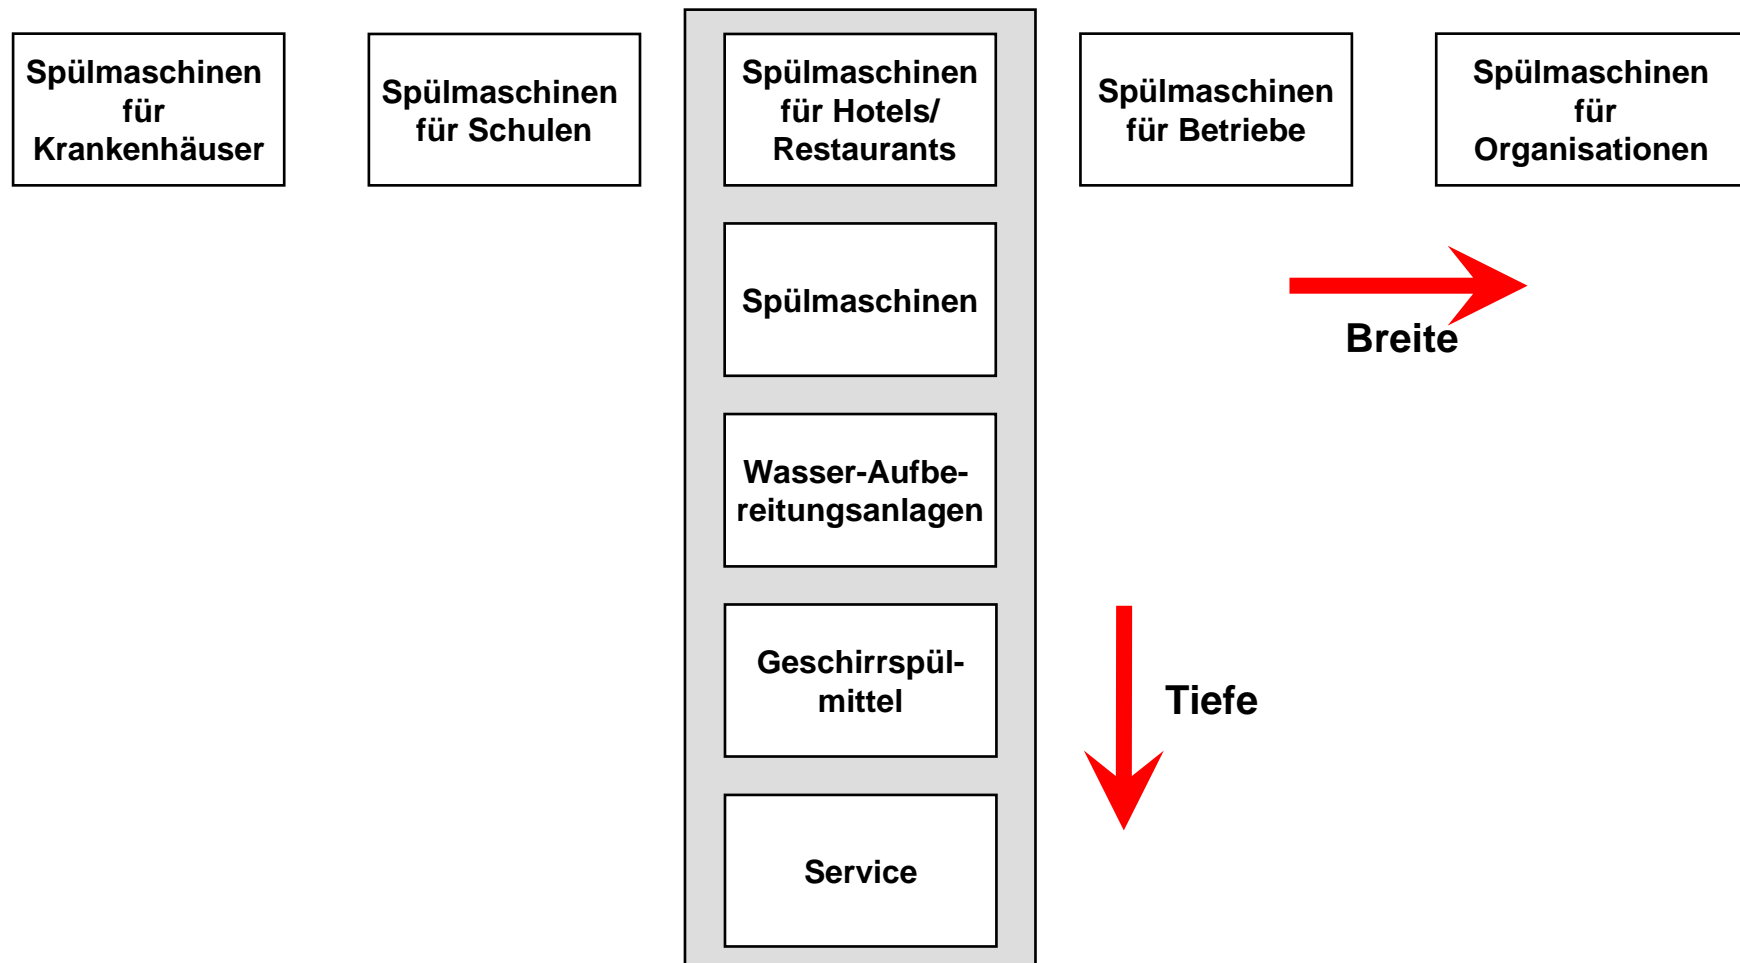 Spülmaschinen
für
Krankenhäuser
Spülmaschinen
für Schulen
Spülmaschinen
für Hotels/
Restaurants
Spülmaschinen
für Betriebe
Spülmaschinen
für
Organisationen
Spülmaschinen
Breite
Wasser-Aufbe-
reitungsanlagen
Geschirrspül-
mittel
Tiefe
Service